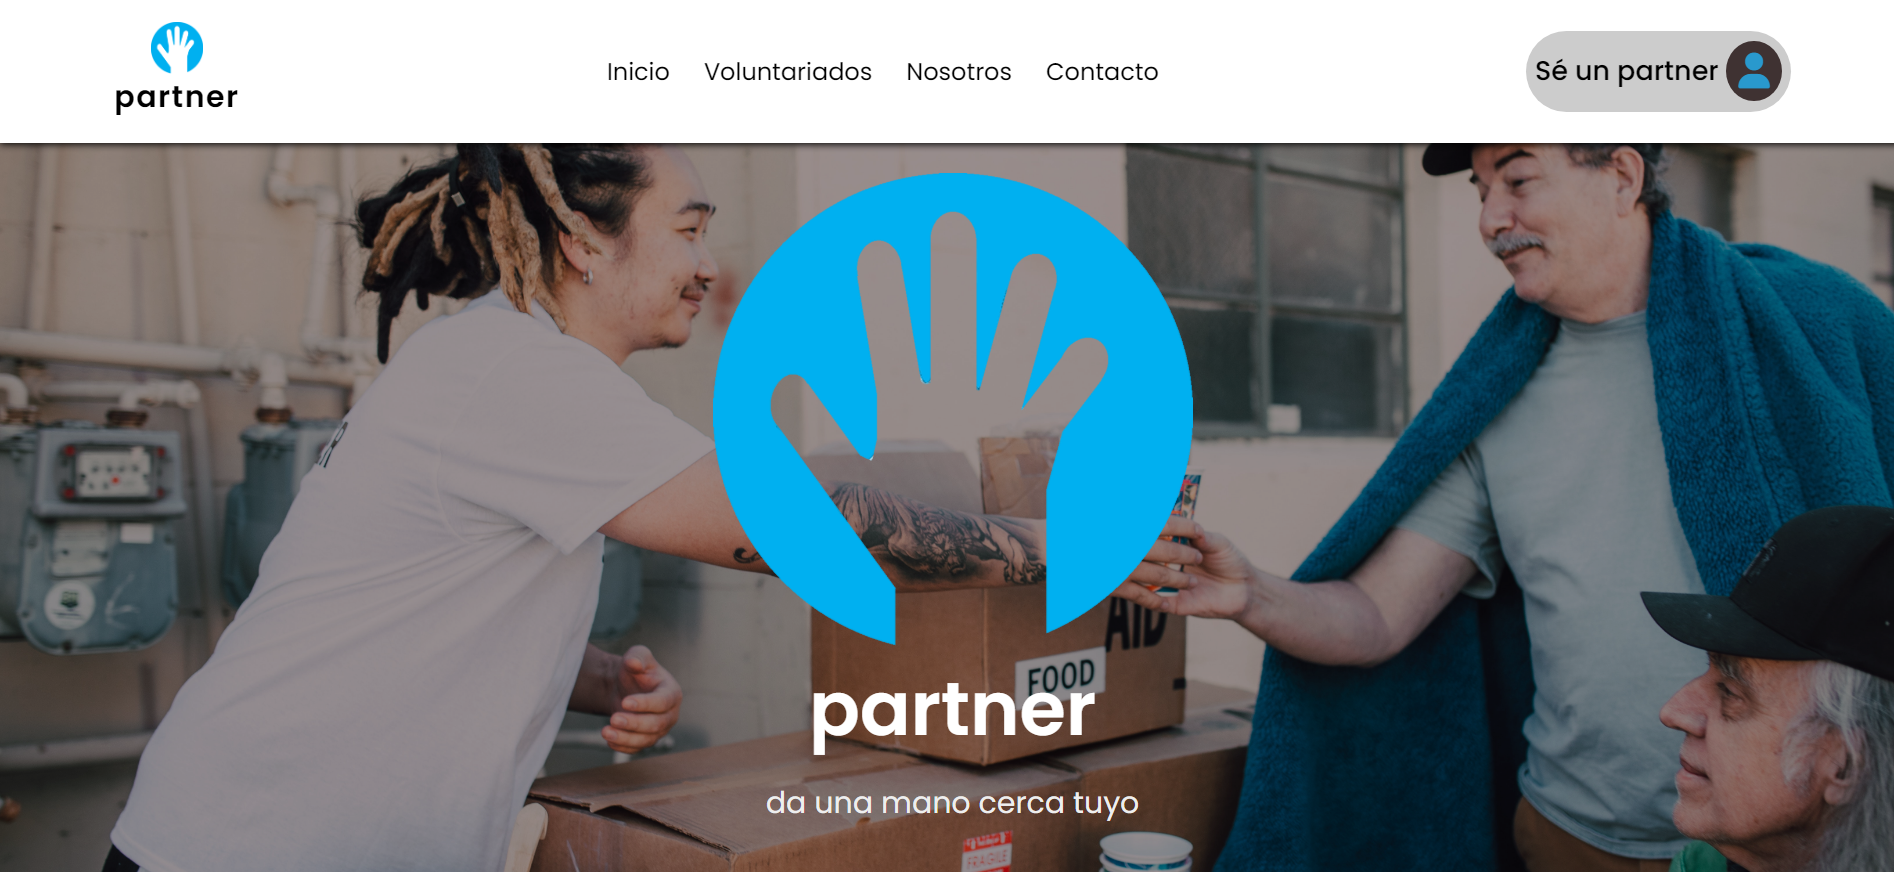 partner
Inicio Voluntariados Nosotros Contacto
Sé un partner
AID
FOOD
partner
da una mano cerca tuyo
FRAGILE